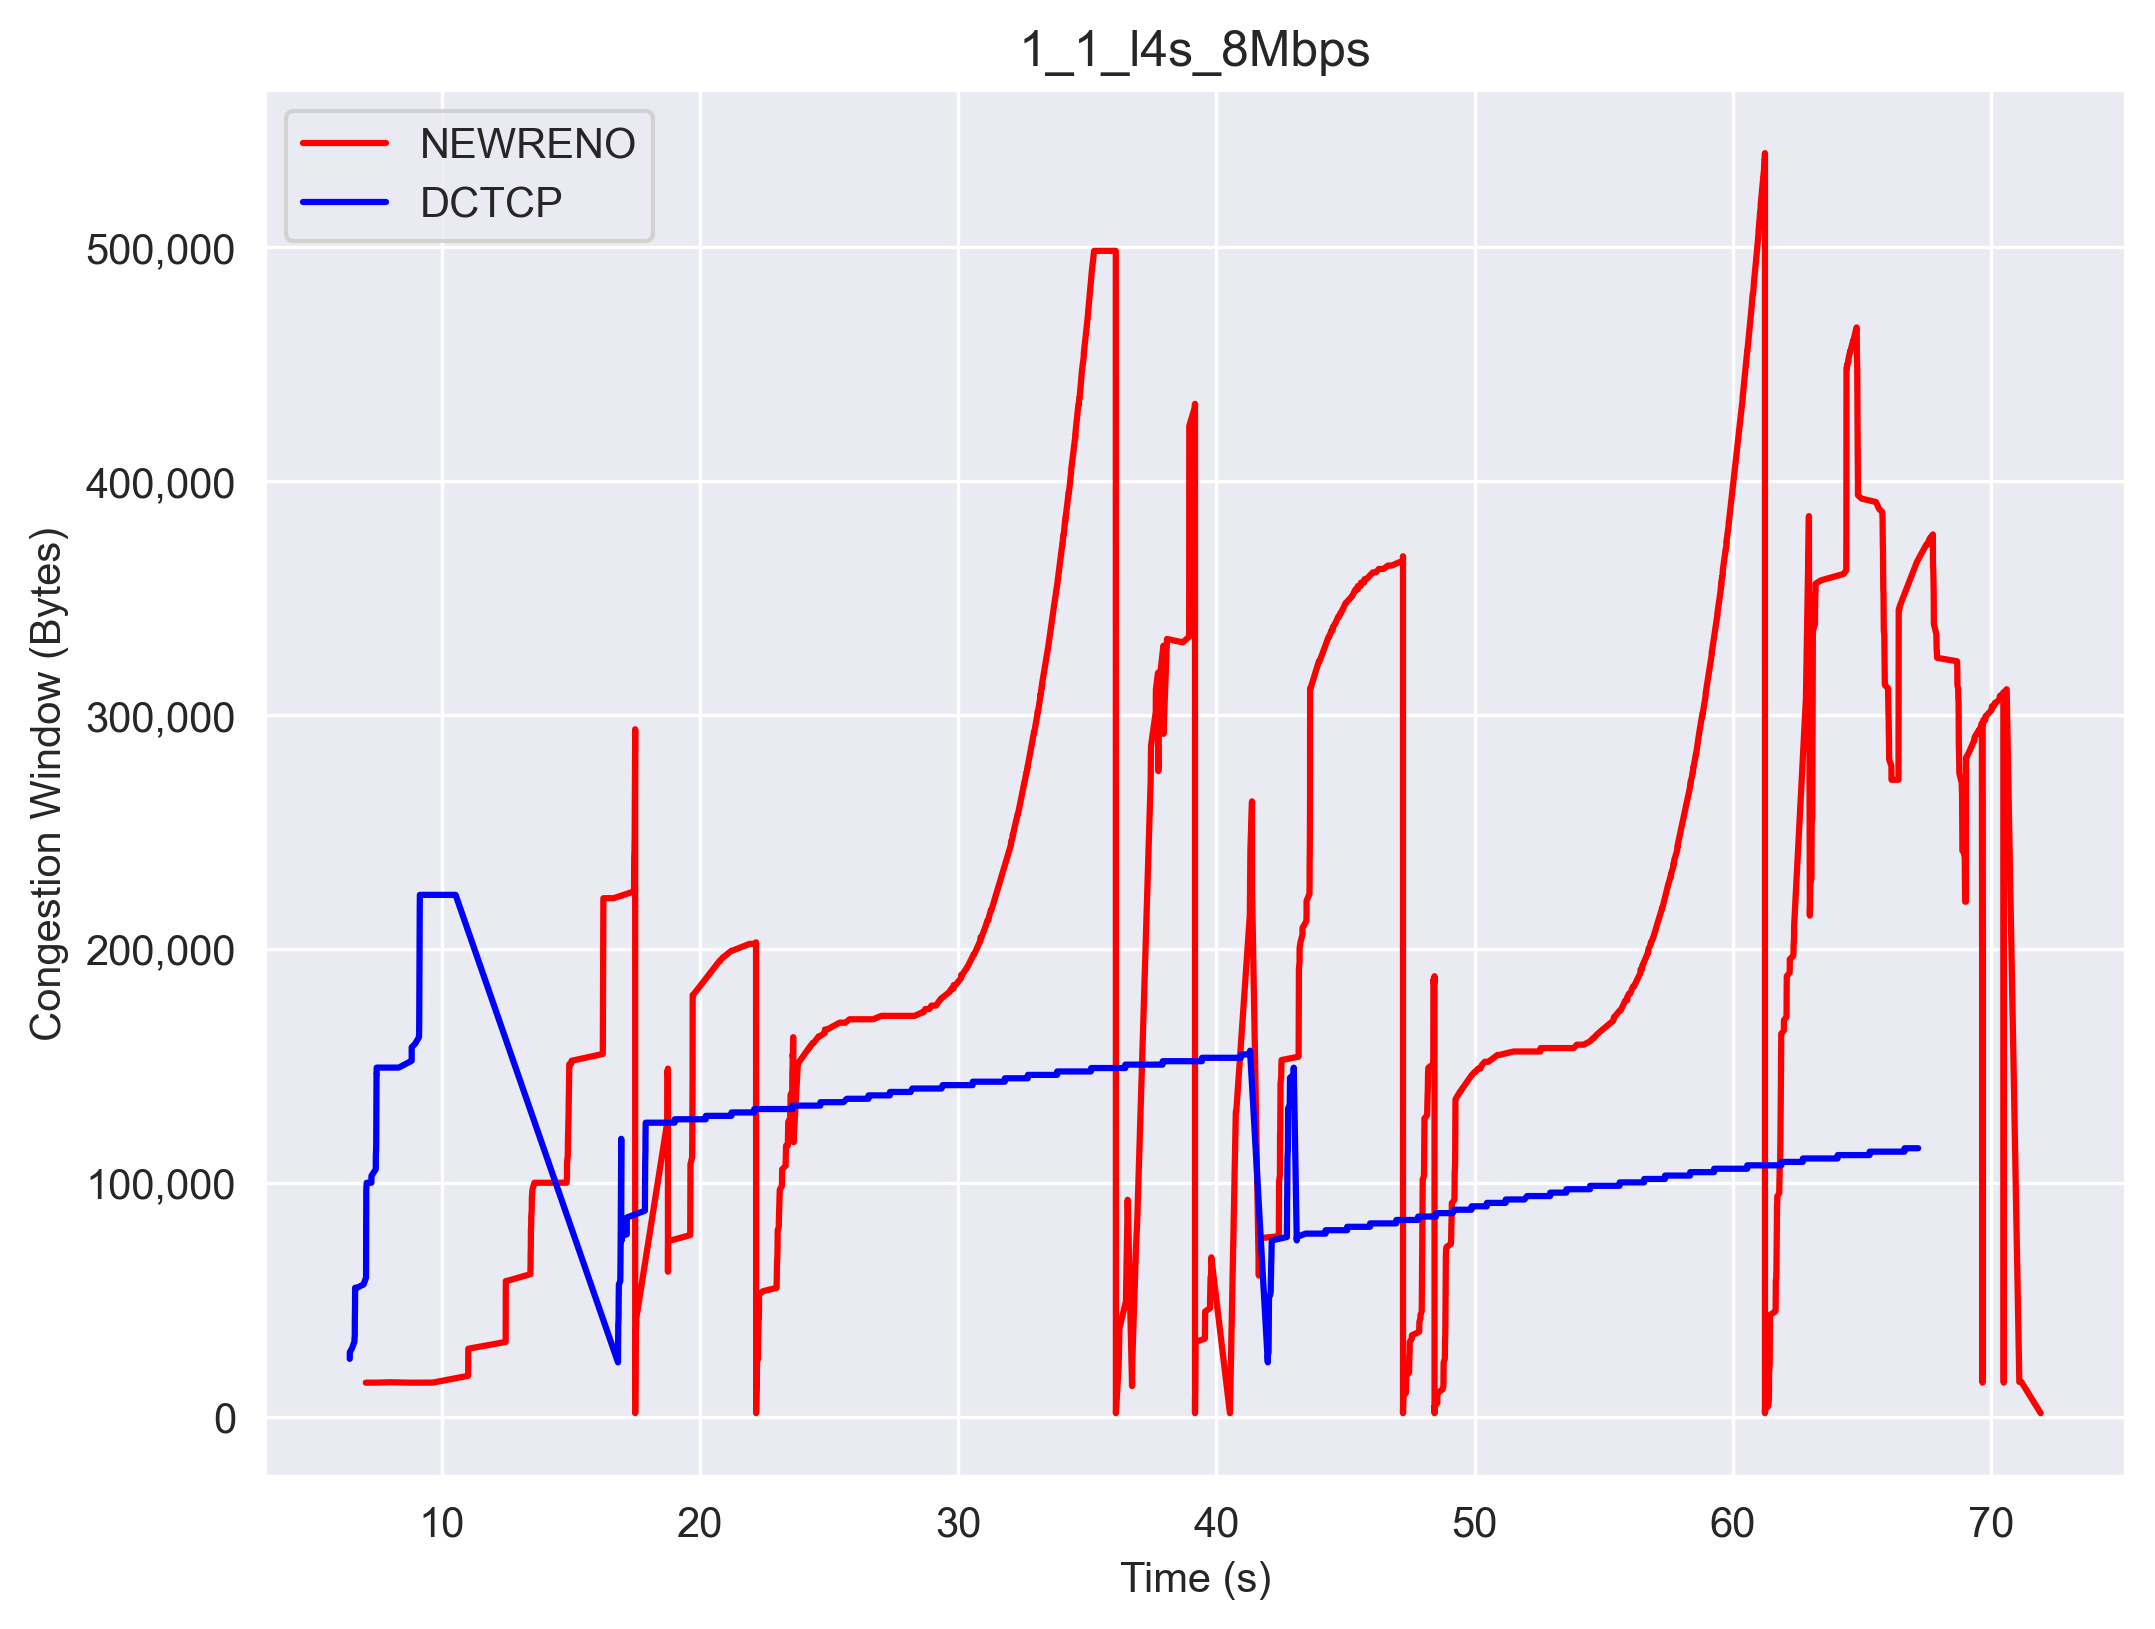 1_1_l4s_8Mbps
NEWRENO
DCTCP
Congestion Window (Bytes)
500,000
400,000
300,000
200,000
100,000
0
10 20 30 40 50 60 70
Time (s)